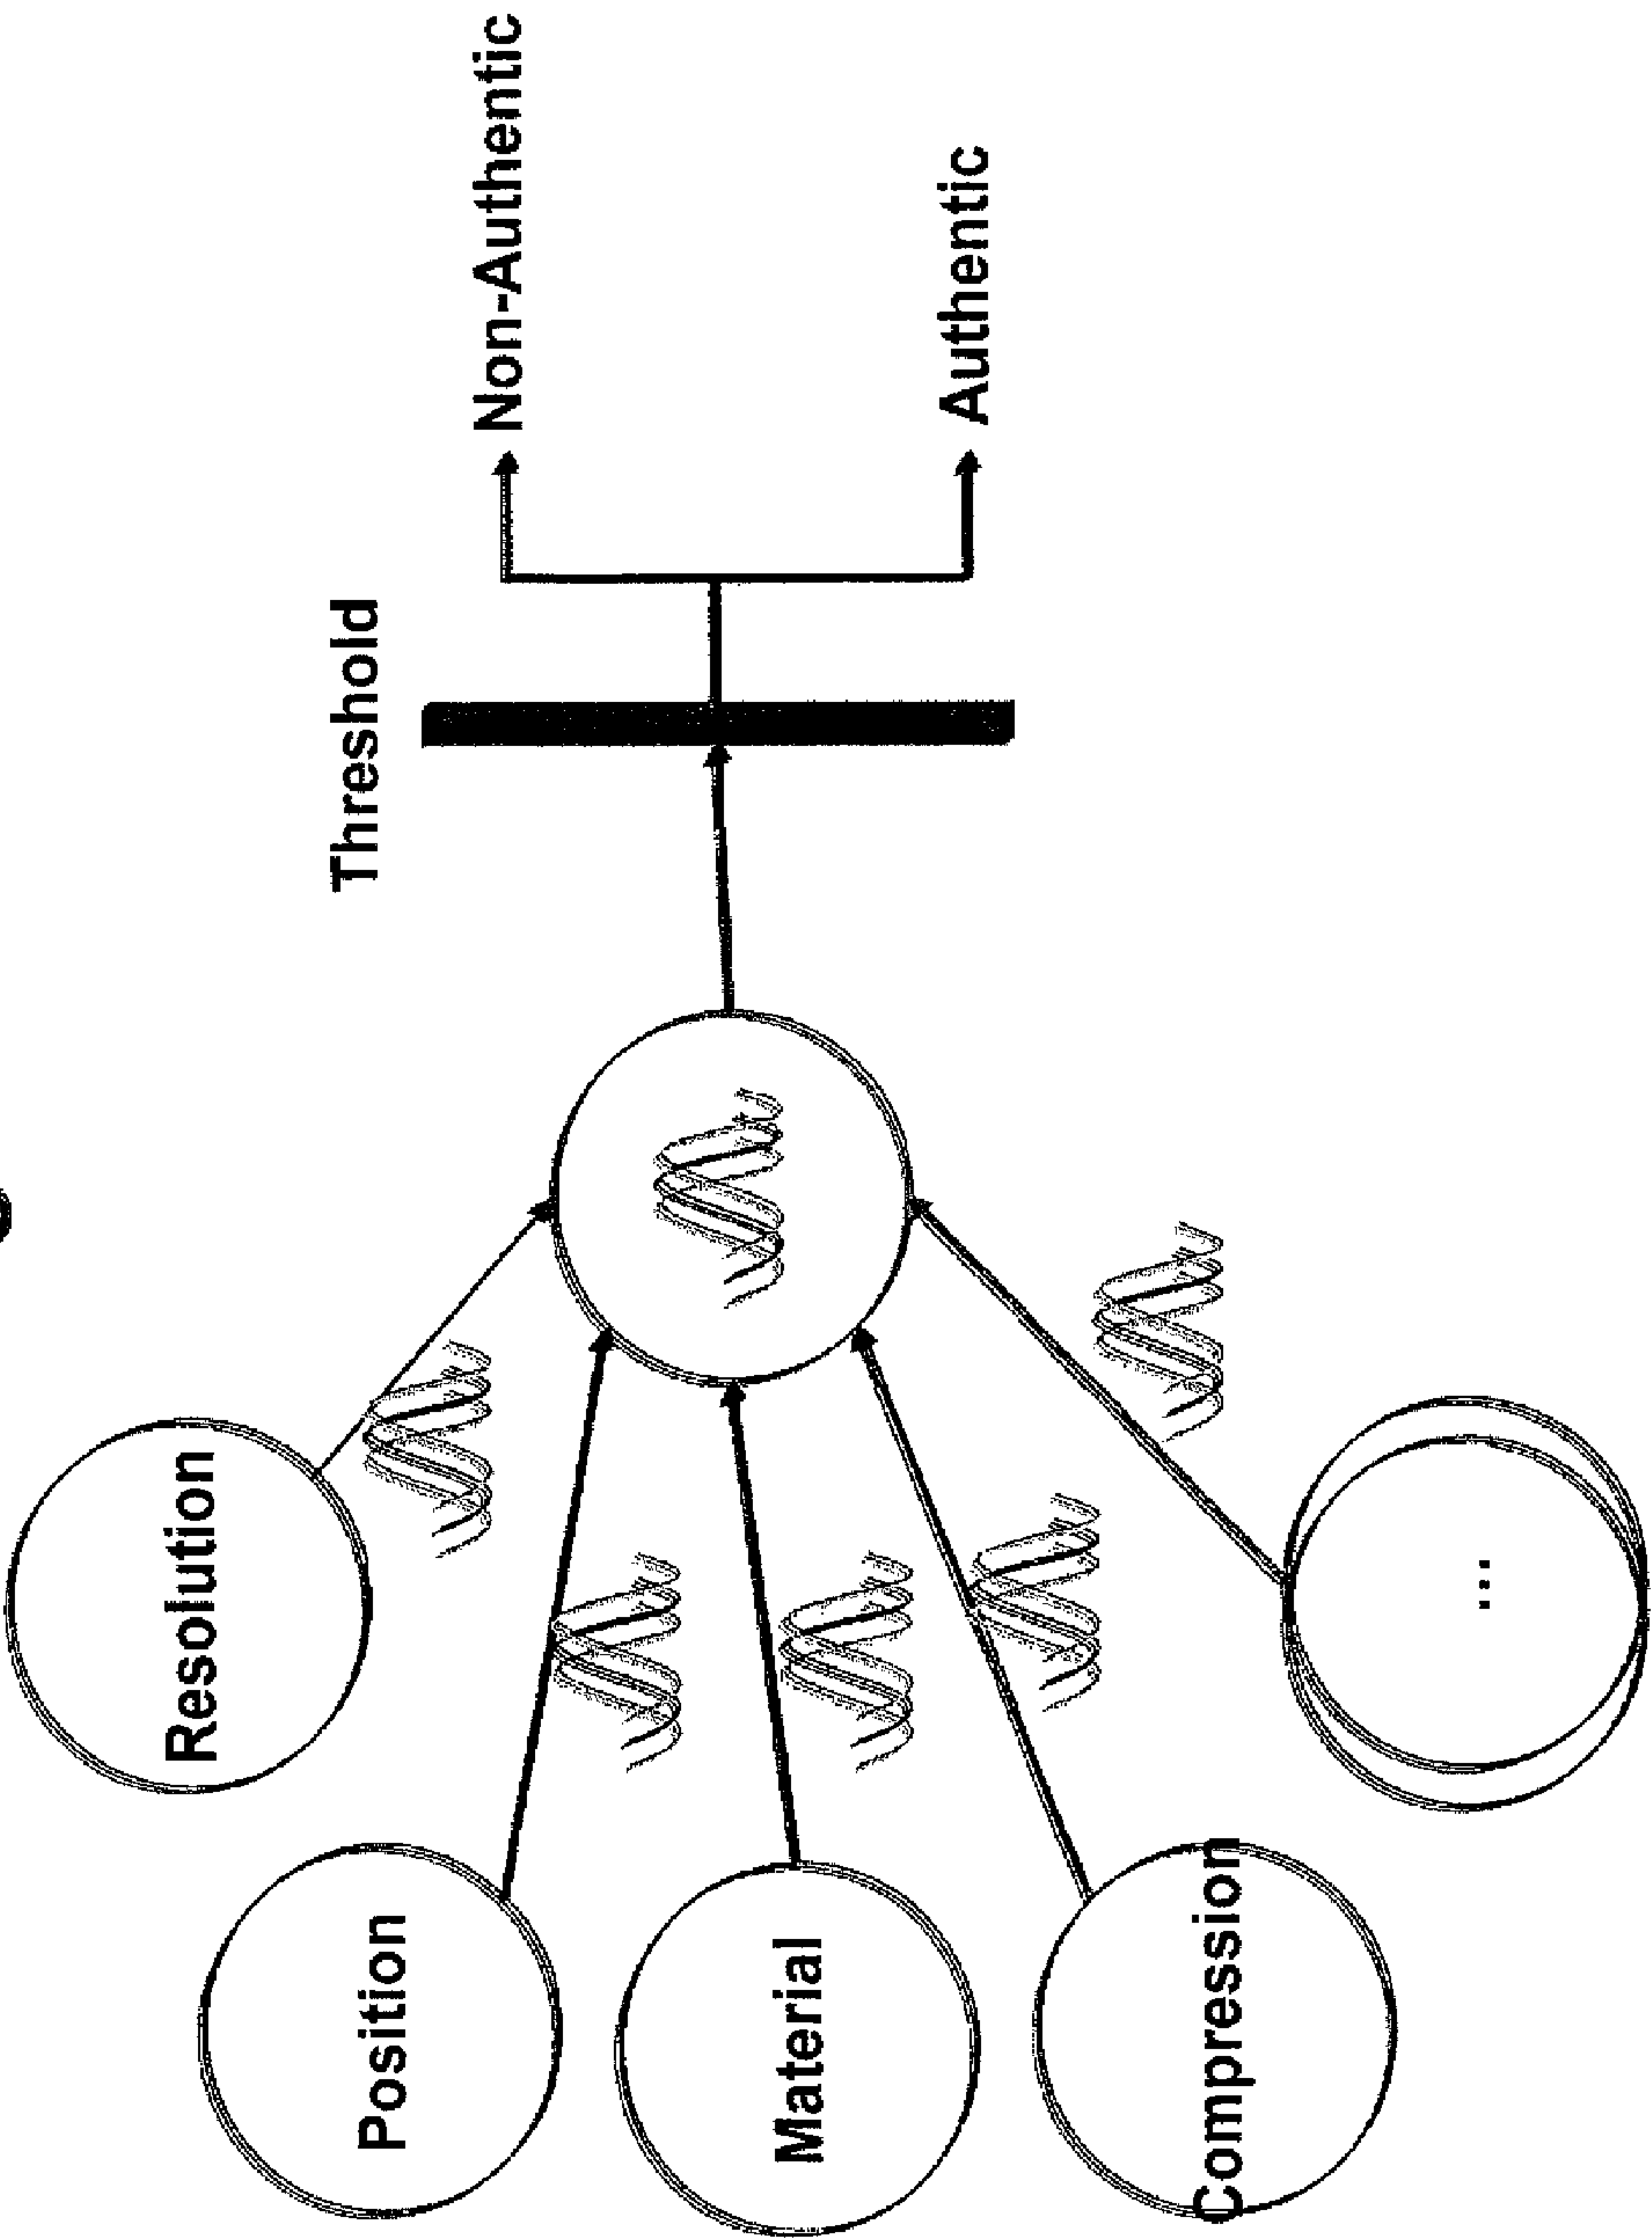 Resolution
Position
Material
Compression
...
Threshold
Non-Authentic
Authentic